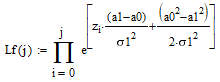 Lf(j) := ∏_{i = 0}^{j} e^{[z_i·(a1−a0)/σ1² + (a0²−a1²)/(2·σ1²)]}